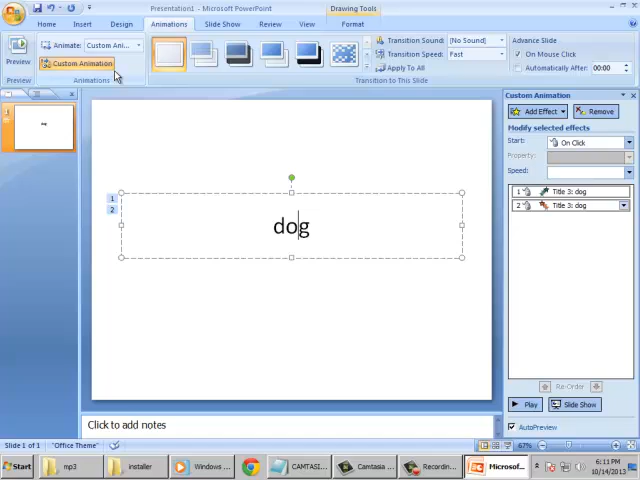 Presentation1 - Microsoft PowerPoint
Drawing Tools
Home Insert Design Animations Slide Show Review View Format
Preview
Animate: Custom Ani...
Custom Animation
Transition Sound: [No Sound]
Transition Speed: Fast
Apply To All
Advance Slide
On Mouse Click
Automatically After: 00:00
Preview Animations Transition to This Slide
Custom Animation
Add Effect Remove
Modify selected effects
Start: On Click
Property:
Speed:
1 Title 3: dog
2 Title 3: dog
1
dog
1
2
dog
Click to add notes
Re-Order
Play Slide Show
AutoPreview
Slide 1 of 1 "Office Theme" 67%
Start mp3 installer Windows ... CAMTASI... Camtasia ... Recordin... Microsof...
6:11 PM
10/14/2013